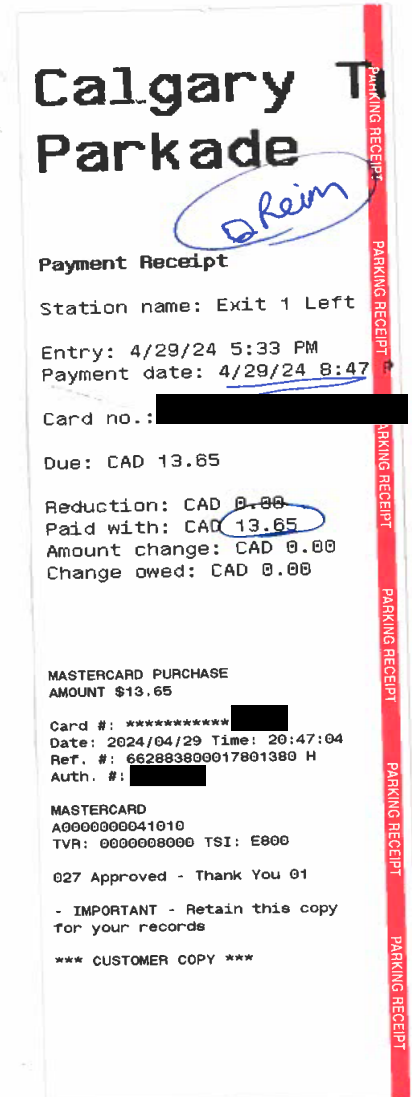 Calgary T
Parkade
Reim
Payment Receipt
Station name: Exit 1 Left
Entry: 4/29/24 5:33 PM
Payment date: 4/29/24 8:47
Card no.:
Due: CAD 13.65
Reduction: CAD 0.00
Paid with: CAD 13.65
Amount change: CAD 0.00
Change owed: CAD 0.00
MASTERCARD PURCHASE
AMOUNT $13.65
Card #: ***********
Date: 2024/04/29 Time: 20:47:04
Ref. #: 662883800017801380 H
Auth. #:
MASTERCARD
A0000000041010
TVR: 0000008000 TSI: E800
027 Approved - Thank You 01
- IMPORTANT - Retain this copy
for your records
*** CUSTOMER COPY ***
PARKING RECEIPT
PARKING RECEIPT
ARKING RECEIPT
PARKING RECEIPT
PARKING RECEIPT
PARKING RECEIPT